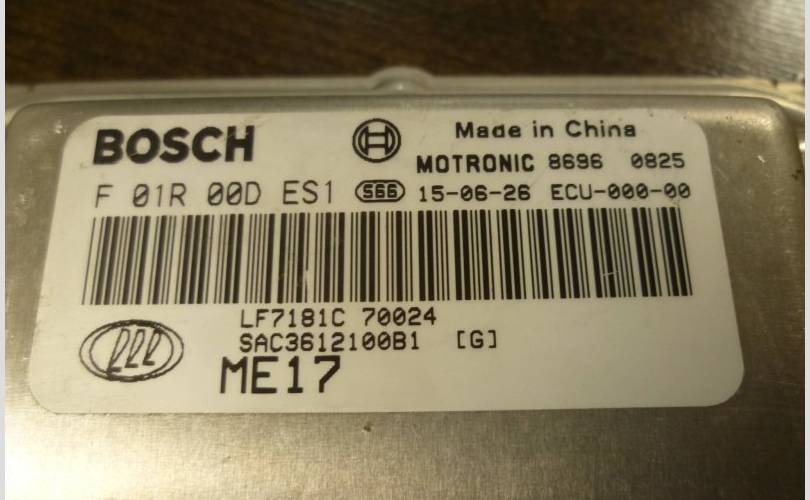 BOSCH
Made in China
MOTRONIC 8696 0825
F 01R 00D ES1 S66 15-06-26 ECU-000-00
LF7181C 70024
SAC3612100B1 [G]
ME17